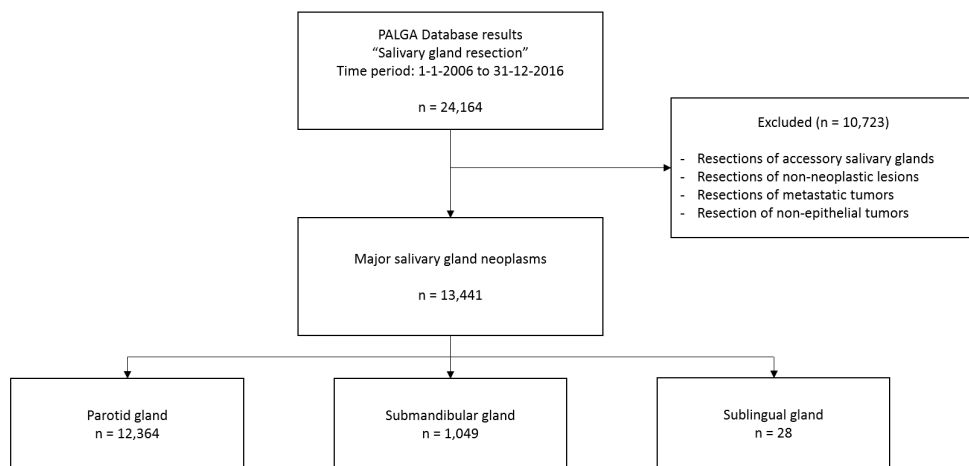 PALGA Database results
“Salivary gland resection”
Time period: 1-1-2006 to 31-12-2016
n = 24,164
Excluded (n = 10,723)
- Resections of accessory salivary glands
- Resections of non-neoplastic lesions
- Resections of metastatic tumors
- Resection of non-epithelial tumors
Major salivary gland neoplasms
n = 13,441
Parotid gland
n = 12,364
Submandibular gland
n = 1,049
Sublingual gland
n = 28